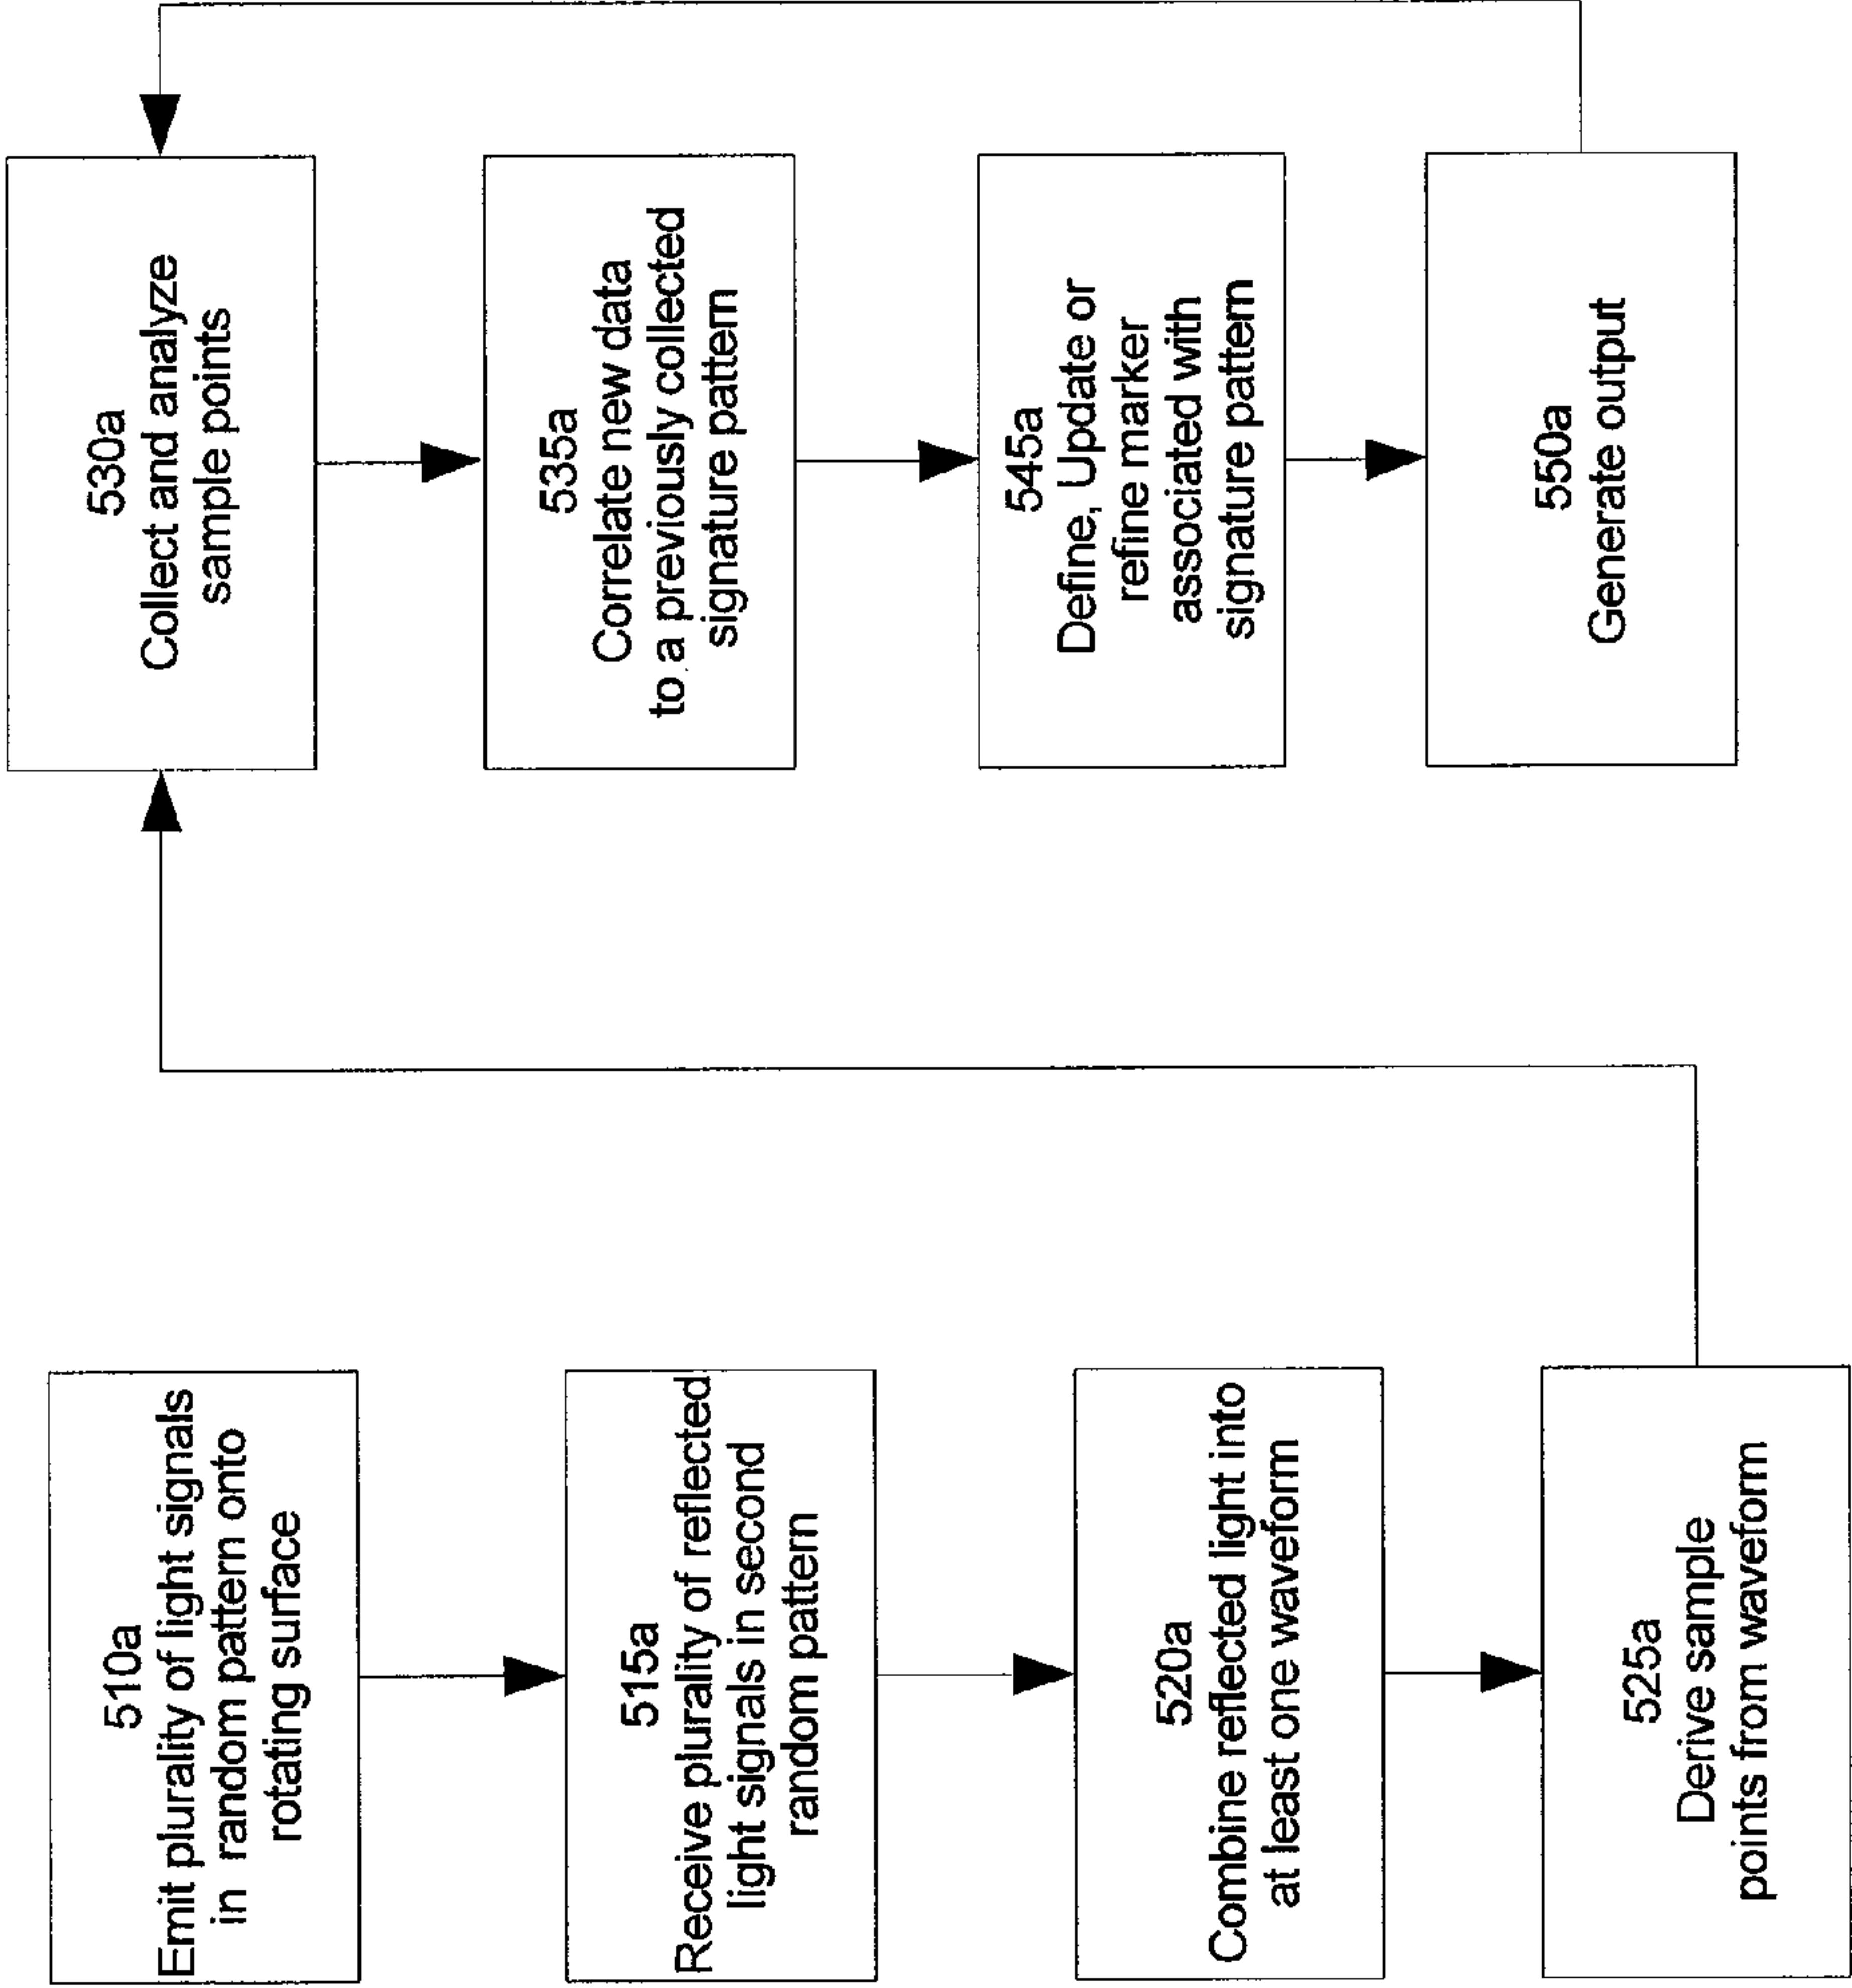 510a
Emit plurality of light signals
in random pattern onto
rotating surface
515a
Receive plurality of reflected
light signals in second
random pattern
520a
Combine reflected light into
at least one waveform
525a
Derive sample
points from waveform
530a
Collect and analyze
sample points
535a
Correlate new data
to a previously collected
signature pattern
545a
Define, Update or
refine marker
associated with
signature pattern
550a
Generate output